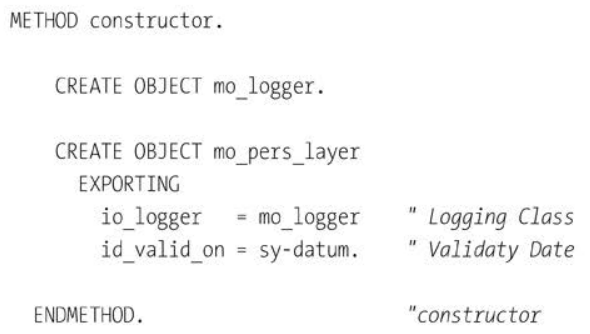 METHOD constructor.
CREATE OBJECT mo_logger.
CREATE OBJECT mo_pers_layer
EXPORTING
io_logger = mo_logger " Logging Class
id_valid_on = sy-datum. " Validaty Date
ENDMETHOD. "constructor